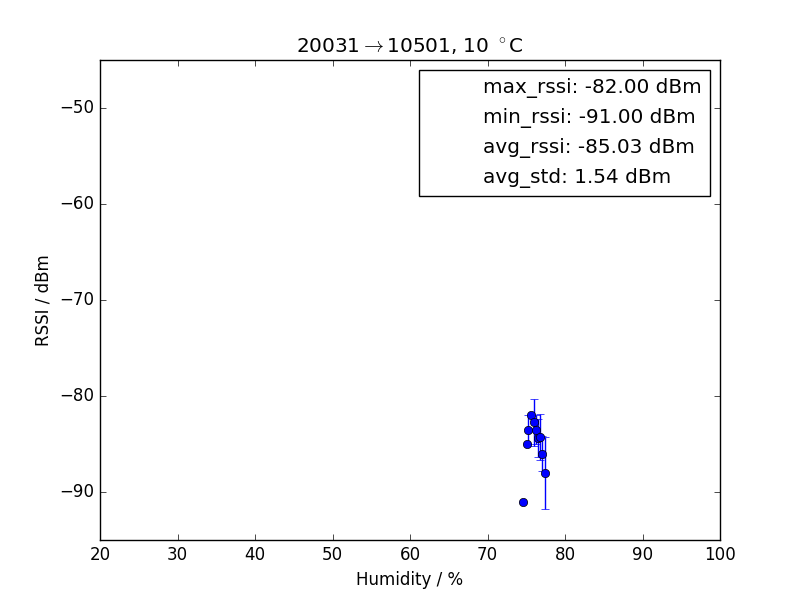 20031→10501, 10 °C
max_rssi: -82.00 dBm
min_rssi: -91.00 dBm
avg_rssi: -85.03 dBm
avg_std: 1.54 dBm
−50
−60
−70
−80
−90
RSSI / dBm
20 30 40 50 60 70 80 90 100
Humidity / %